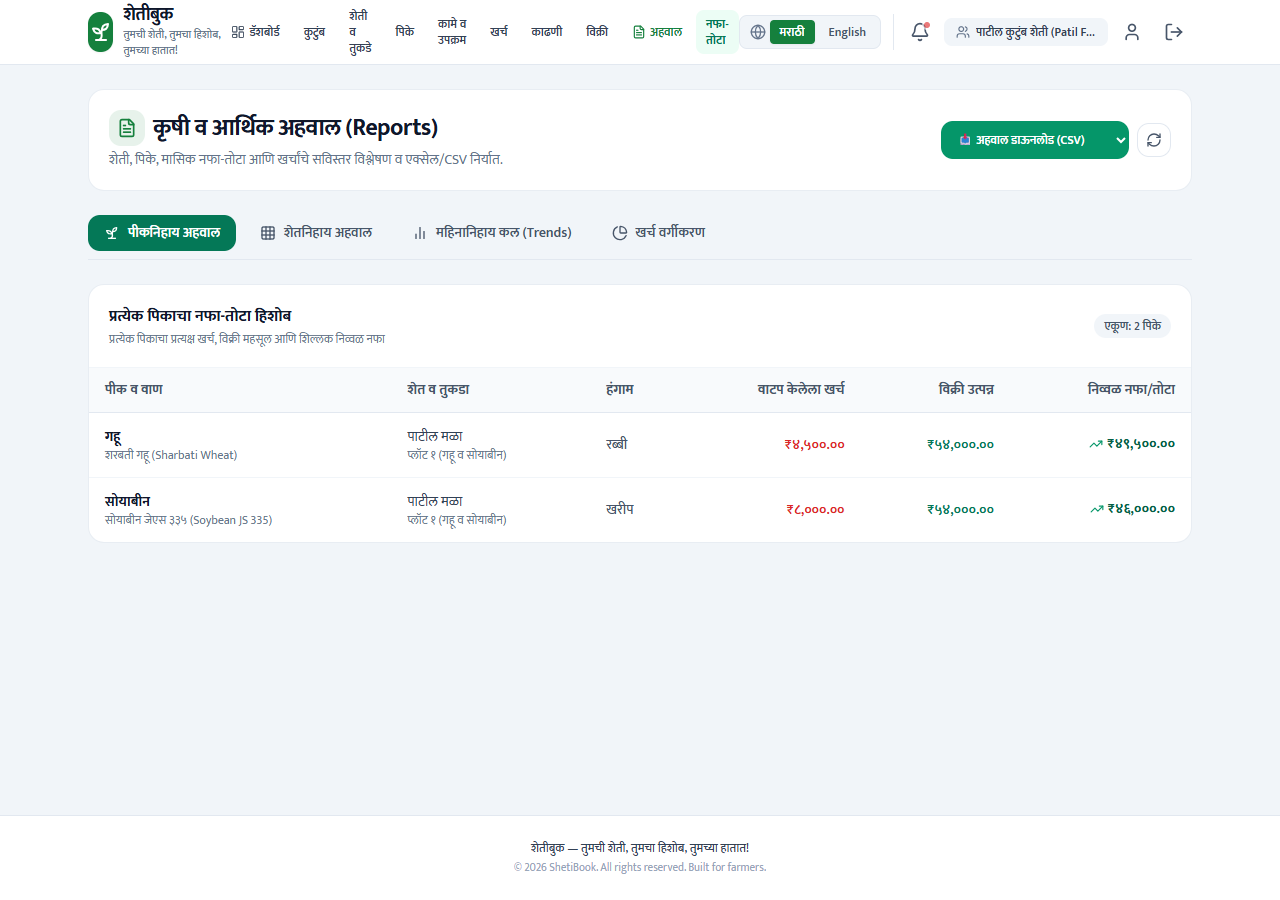 शेतीबुक
तुमची शेती, तुमचा हिशोब,
तुमच्या हातात!
डॅशबोर्ड
कुटुंब
शेती
व
तुकडे
पिके
कामे व
उपक्रम
खर्च
काढणी
विक्री
अहवाल
नफा-
तोटा
मराठी
English
पाटील कुटुंब शेती (Patil F...
कृषी व आर्थिक अहवाल (Reports)
शेती, पिके, मासिक नफा-तोटा आणि खर्चाचे सविस्तर विश्लेषण व एक्सेल/CSV निर्यात.
अहवाल डाऊनलोड (CSV)
पीकनिहाय अहवाल
शेतनिहाय अहवाल
महिनानिहाय कल (Trends)
खर्च वर्गीकरण
प्रत्येक पिकाचा नफा-तोटा हिशोब
प्रत्येक पिकाचा प्रत्यक्ष खर्च, विक्री महसूल आणि शिल्लक निव्वळ नफा
एकूण: 2 पिके
पीक व वाण शेत व तुकडा हंगाम वाटप केलेला खर्च विक्री उत्पन्न निव्वळ नफा/तोटा
गहू पाटील मळा रब्बी ₹४,५००.०० ₹५४,०००.०० ₹४९,५००.००
शरबती गहू (Sharbati Wheat) प्लॉट १ (गहू व सोयाबीन)
सोयाबीन पाटील मळा खरीप ₹८,०००.०० ₹५४,०००.०० ₹४६,०००.००
सोयाबीन जेएस ३३५ (Soybean JS 335) प्लॉट १ (गहू व सोयाबीन)
शेतीबुक — तुमची शेती, तुमचा हिशोब, तुमच्या हातात!
© 2026 ShetiBook. All rights reserved. Built for farmers.